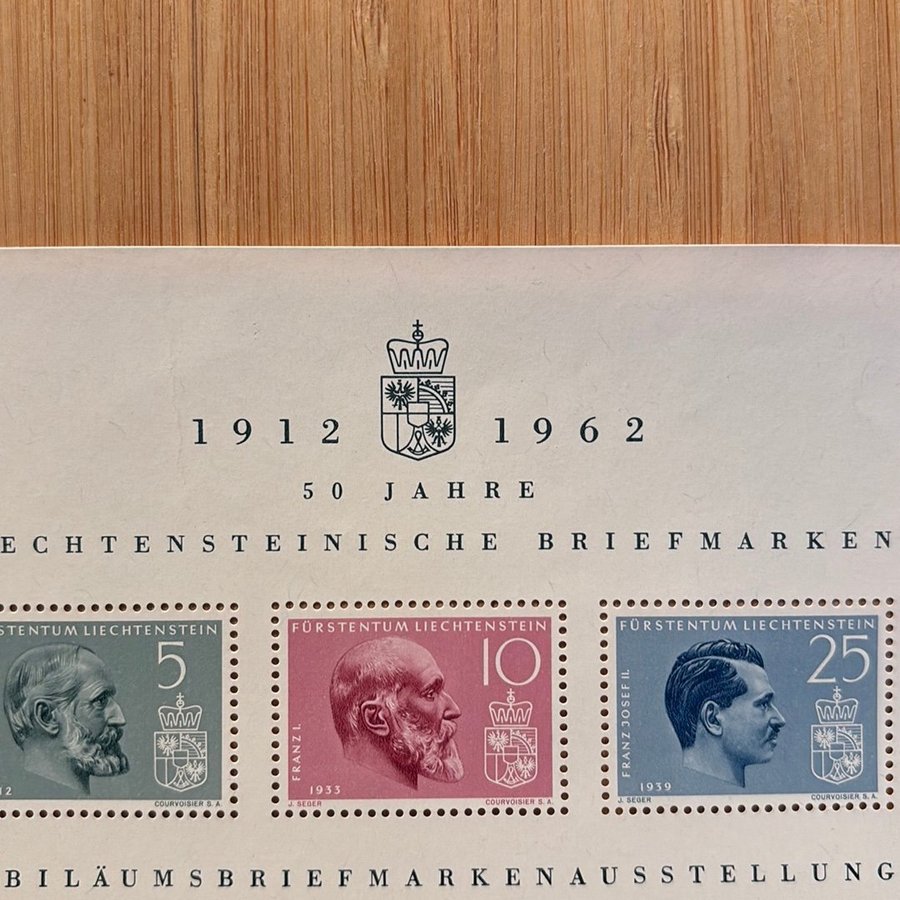 1912 1962
50 JAHRE
ECHTENSTEINISCHE BRIEFMARKEN
STENTUM LIECHTENSTEIN
5
12
COURVOISIER S.A.
FÜRSTENTUM LIECHTENSTEIN
10
FRANZ I.
1933
J. SEGER
COURVOISIER S.A.
FÜRSTENTUM LIECHTENSTEIN
25
FRANZ JOSEF II.
1939
J. SEGER
COURVOISIER S.A.
BILÄUMSBRIEFMARKENAUSSTELLUNG